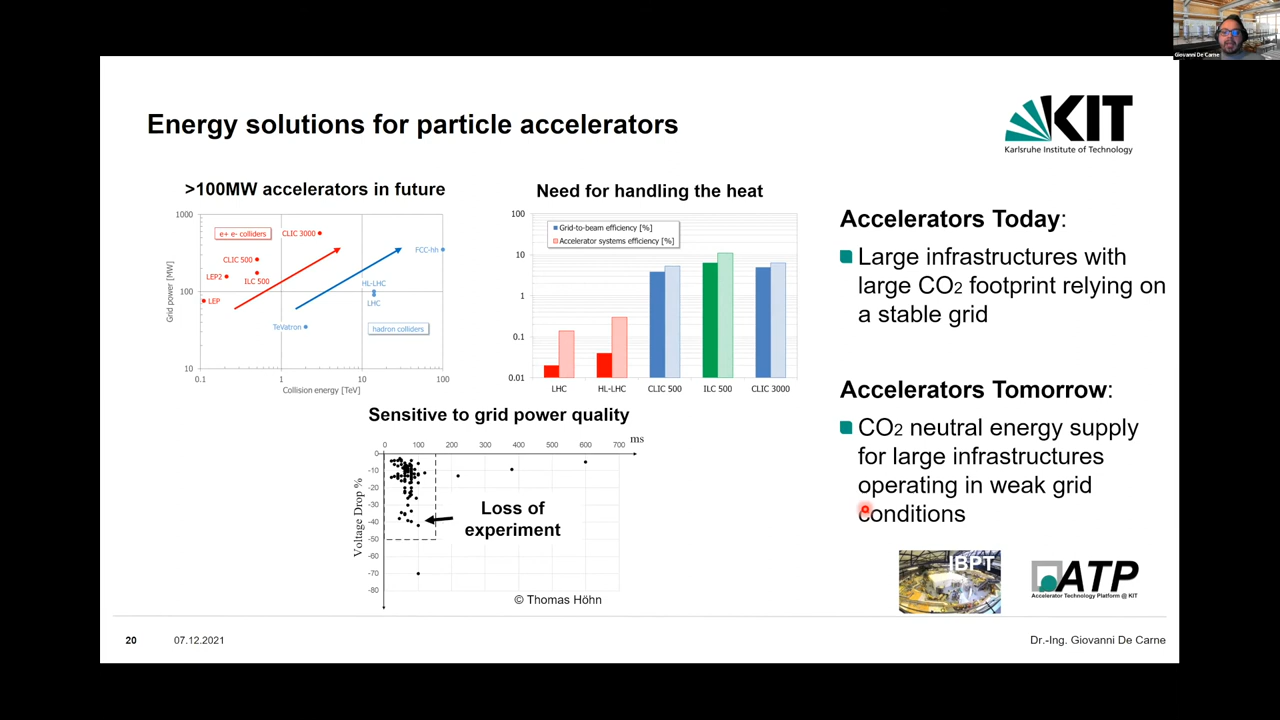 Giovanni De Carne
Energy solutions for particle accelerators
KIT
Karlsruhe Institute of Technology
>100MW accelerators in future
1000
100
10
Grid power [MW]
e+ e- colliders
CLIC 3000
CLIC 500
ILC 500
LEP2
LEP
FCC-hh
HL-LHC
LHC
TeVatron
hadron colliders
0.1 1 10 100
Collision energy [TeV]
Need for handling the heat
100
10
1
0.1
0.01
Grid-to-beam efficiency [%]
Accelerator systems efficiency [%]
LHC HL-LHC CLIC 500 ILC 500 CLIC 3000
Sensitive to grid power quality
0 100 200 300 400 500 600 700 ms
0
-10
-20
-30
-40
-50
-60
-70
-80
Voltage Drop %
Loss of
experiment
© Thomas Höhn
Accelerators Today:
Large infrastructures with
large CO2 footprint relying on
a stable grid
Accelerators Tomorrow:
CO2 neutral energy supply
for large infrastructures
operating in weak grid
conditions
IBPT
ATP
Accelerator Technology Platform @ KIT
20 07.12.2021
Dr.-Ing. Giovanni De Carne